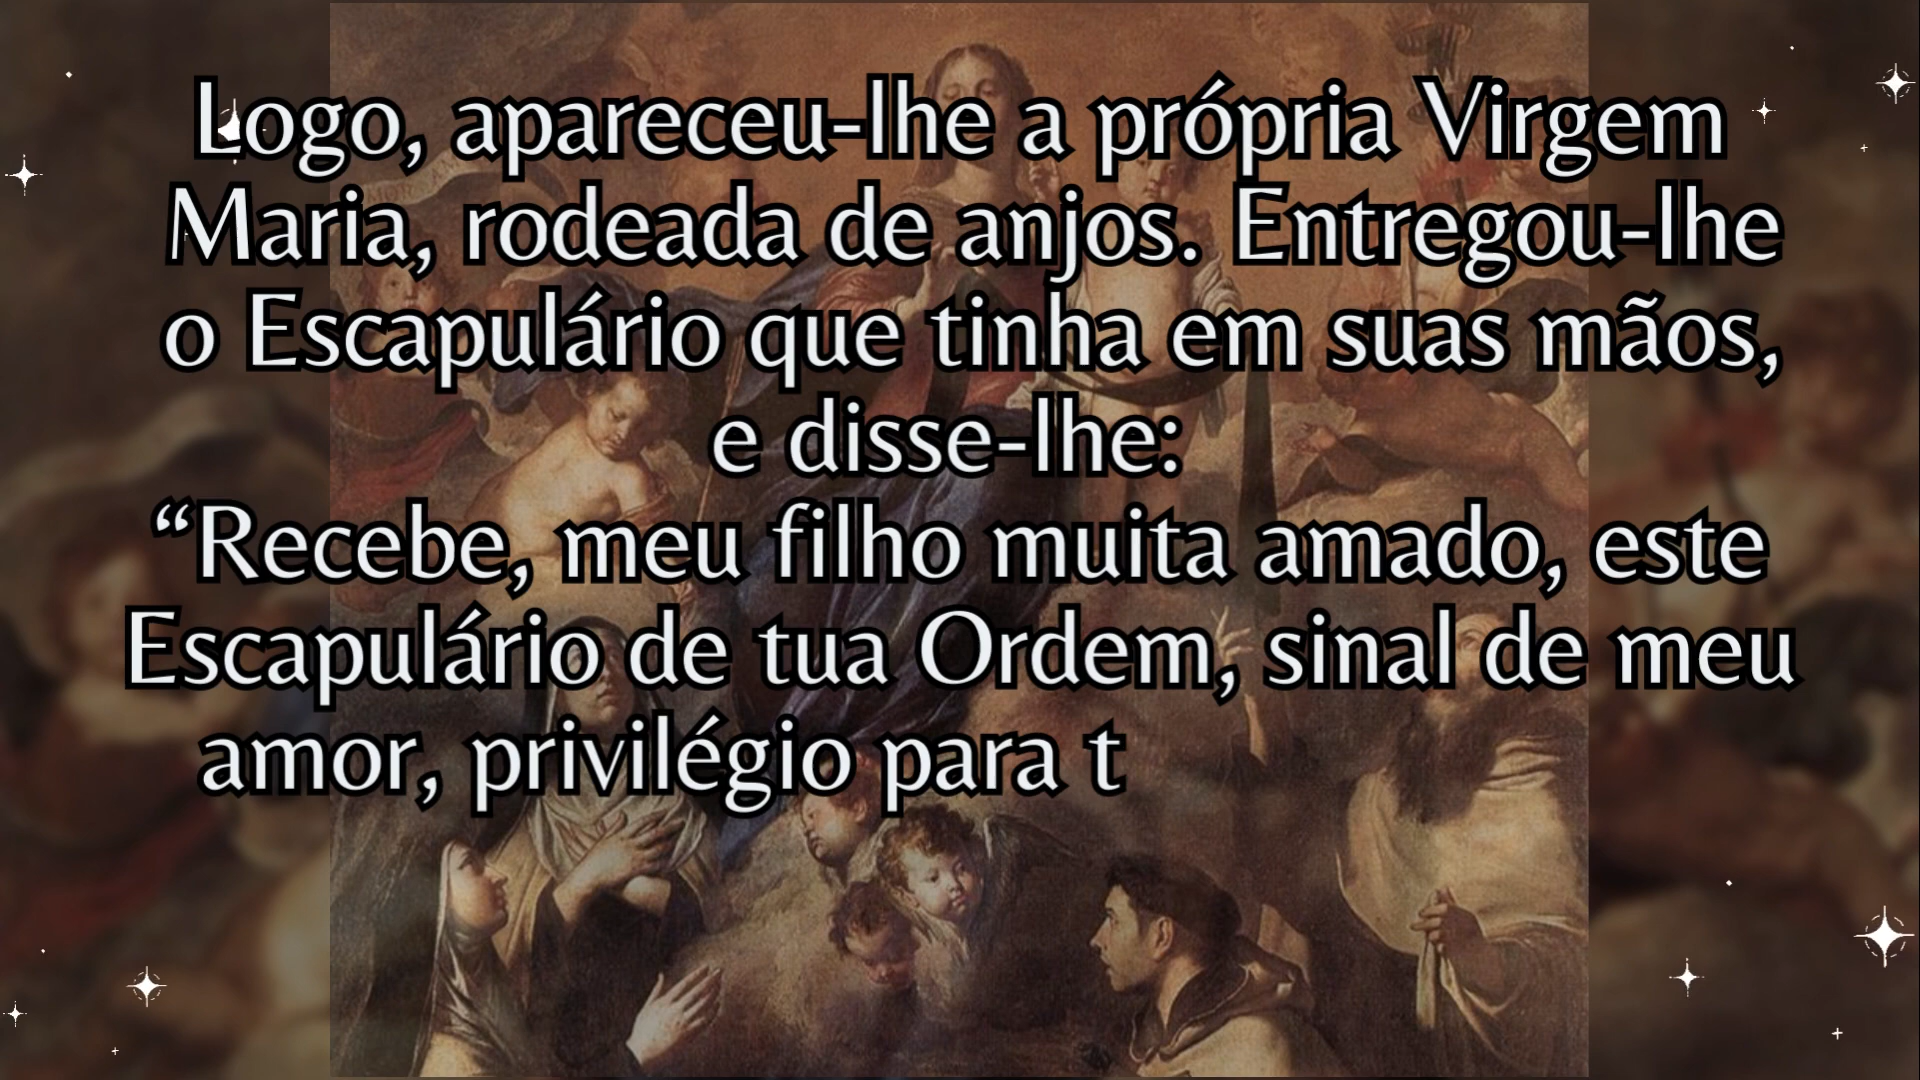 Logo, apareceu-lhe a própria Virgem
Maria, rodeada de anjos. Entregou-lhe
o Escapulário que tinha em suas mãos,
e disse-lhe:
“Recebe, meu filho muita amado, este
Escapulário de tua Ordem, sinal de meu
amor, privilégio para t